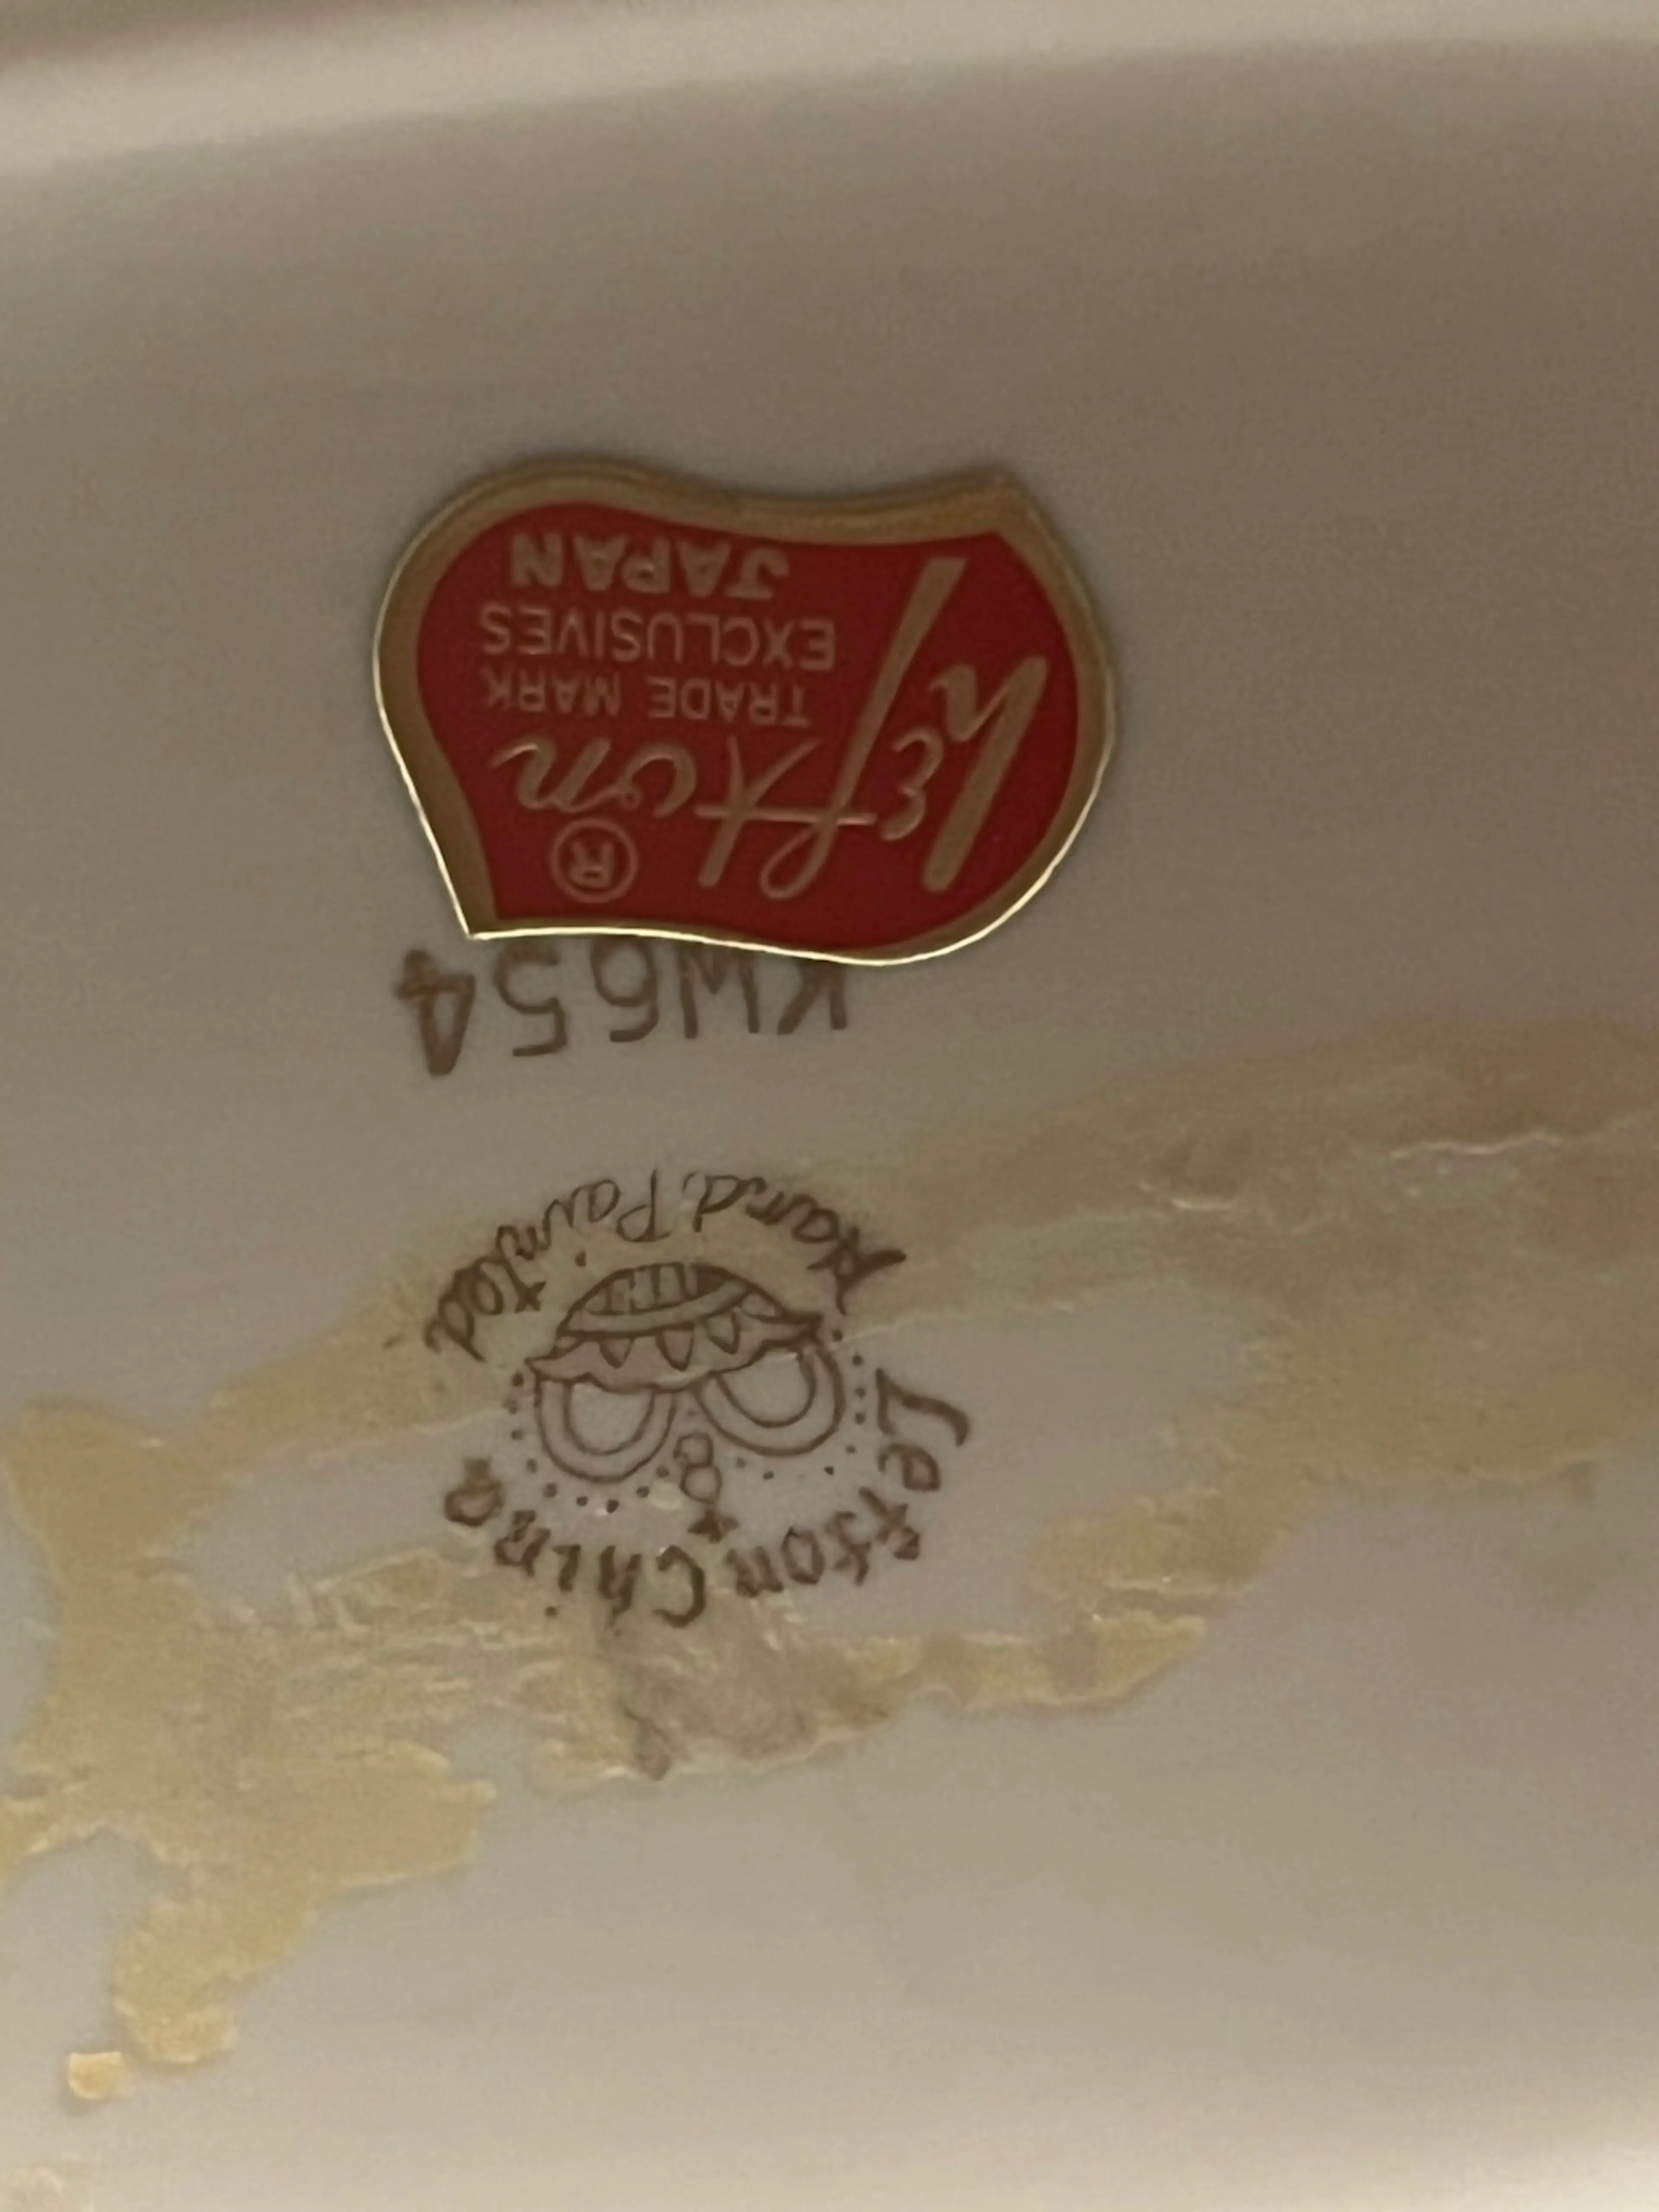 Lefton China
Hand Painted
KW654
®
Lefton
TRADE MARK
EXCLUSIVES
JAPAN